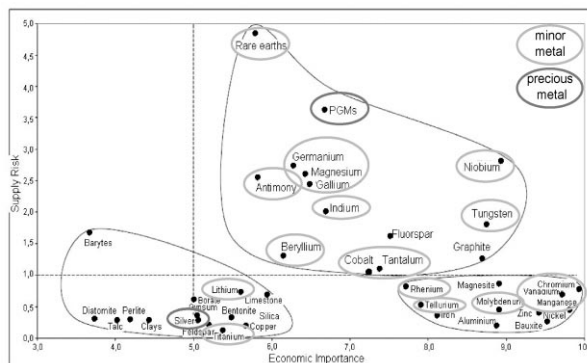 5,0
4,5
4,0
3,5
3,0
2,5
2,0
1,5
1,0
0,5
0,0
Supply Risk
minor
metal
precious
metal
Rare earths
PGMs
Germanium
Magnesium
Gallium
Antimony
Niobium
Indium
Tungsten
Fluorspar
Beryllium
Graphite
Cobalt
Tantalum
Barytes
Lithium
Borate
Limestone
Gypsum
Diatomite
Perlite
Talc
Clays
Silver
Bentonite
Silica
Feldspar
Copper
Titanium
Rhenium
Magnesite
Chromium
Vanadium
Tellurium
Molybdenum
Manganese
Iron
Zinc
Nickel
Aluminium
Bauxite
3,0
4,0
5,0
6,0
7,0
8,0
9,0
10,0
Economic Importance